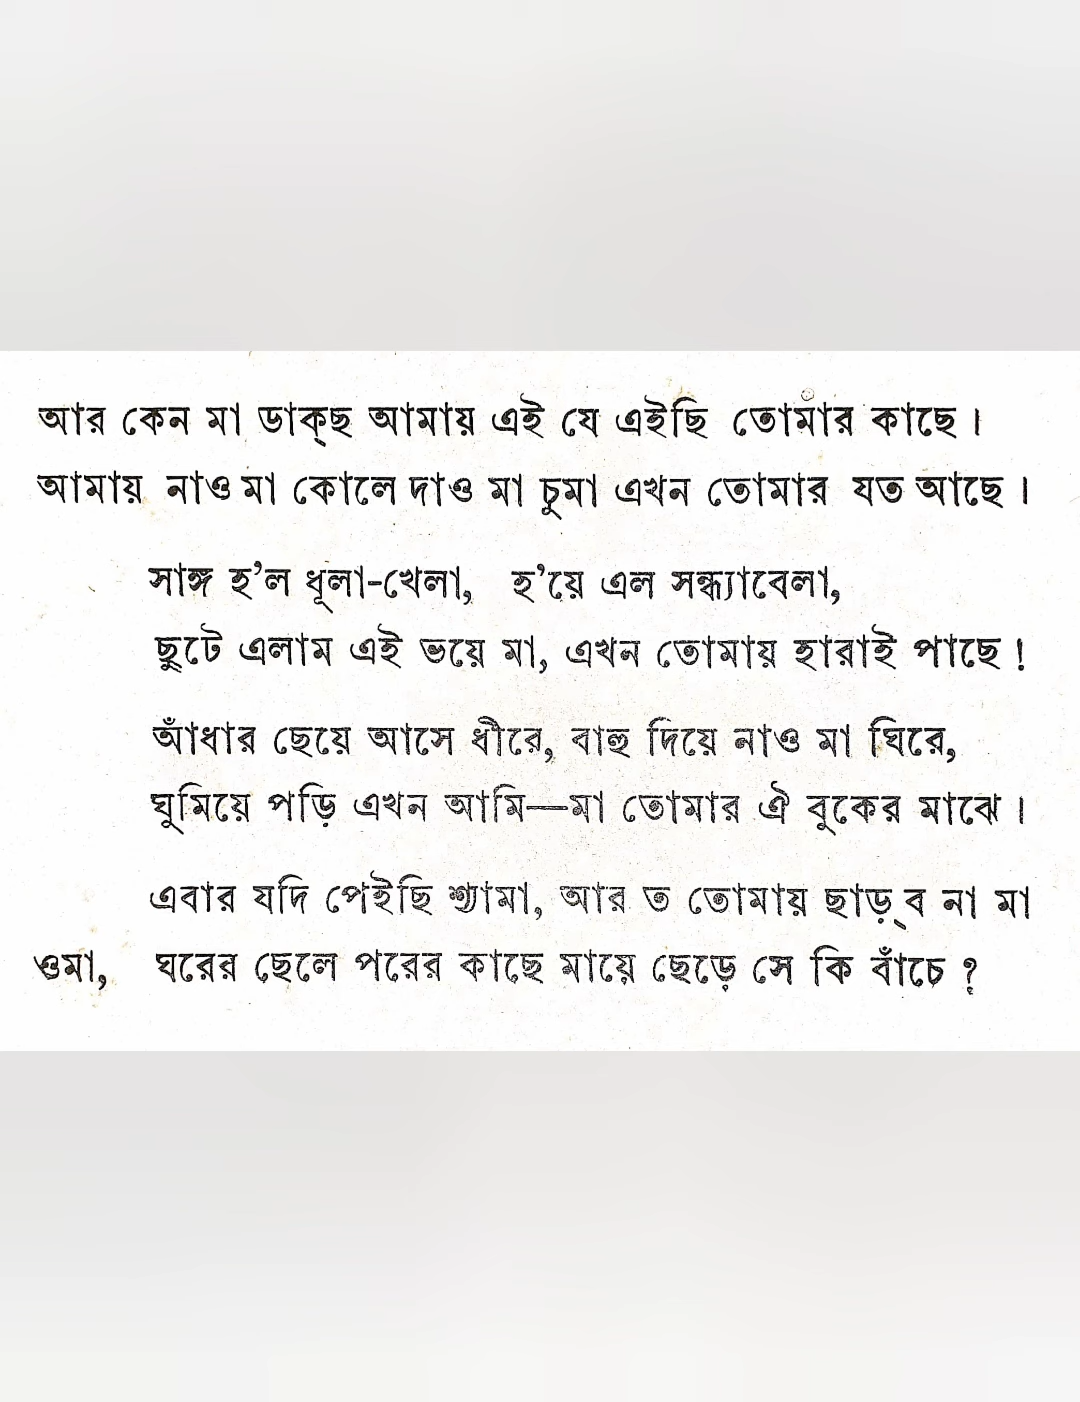 আর কেন মা ডাক্ছ আমায় এই যে এইছি তোমার কাছে।
আমায় নাও মা কোলে দাও মা চুমা এখন তোমার যত আছে।
সাঙ্গ হ’ল ধূলা-খেলা, হ’য়ে এল সন্ধ্যাবেলা,
ছুটে এলাম এই ভয়ে মা, এখন তোমায় হারাই পাছে!
আঁধার ছেয়ে আসে ধীরে, বাহু দিয়ে নাও মা ঘিরে,
ঘুমিয়ে পড়ি এখন আমি—মা তোমার ঐ বুকের মাঝে।
এবার যদি পেইছি শ্যামা, আর ত তোমায় ছাড়্ব না মা
ওমা, ঘরের ছেলে পরের কাছে মায়ে ছেড়ে সে কি বাঁচে ?